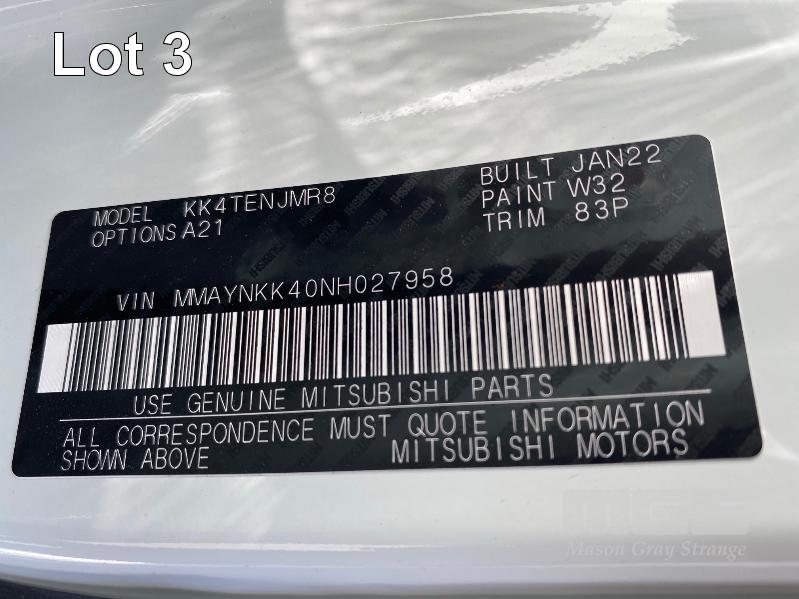 Lot 3
MODEL KK4TENJMR8 BUILT JAN22
OPTIONS A21 PAINT W32
TRIM 83P
VIN MMAYNKK40NH027958
USE GENUINE MITSUBISHI PARTS
ALL CORRESPONDENCE MUST QUOTE INFORMATION
SHOWN ABOVE MITSUBISHI MOTORS
MGS
Mason Gray Strange